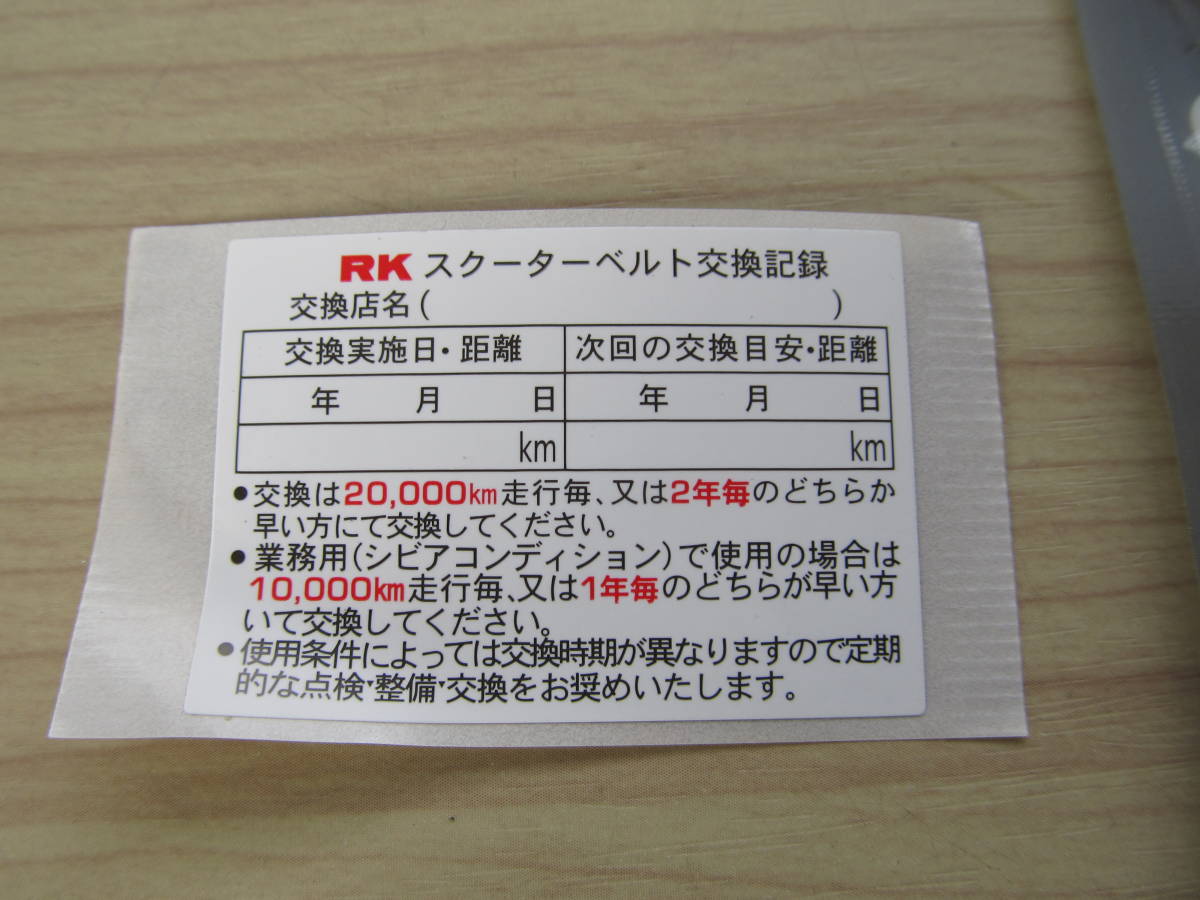 RK スクーターベルト交換記録
交換店名( )
交換実施日・距離 次回の交換目安・距離
年 月 日 年 月 日
km km
●交換は20,000km走行毎、又は2年毎のどちらか
早い方にて交換してください。
●業務用(シビアコンディション)で使用の場合は
10,000km走行毎、又は1年毎のどちらが早い方
いて交換してください。
●使用条件によっては交換時期が異なりますので定期
的な点検・整備・交換をお奨めいたします。